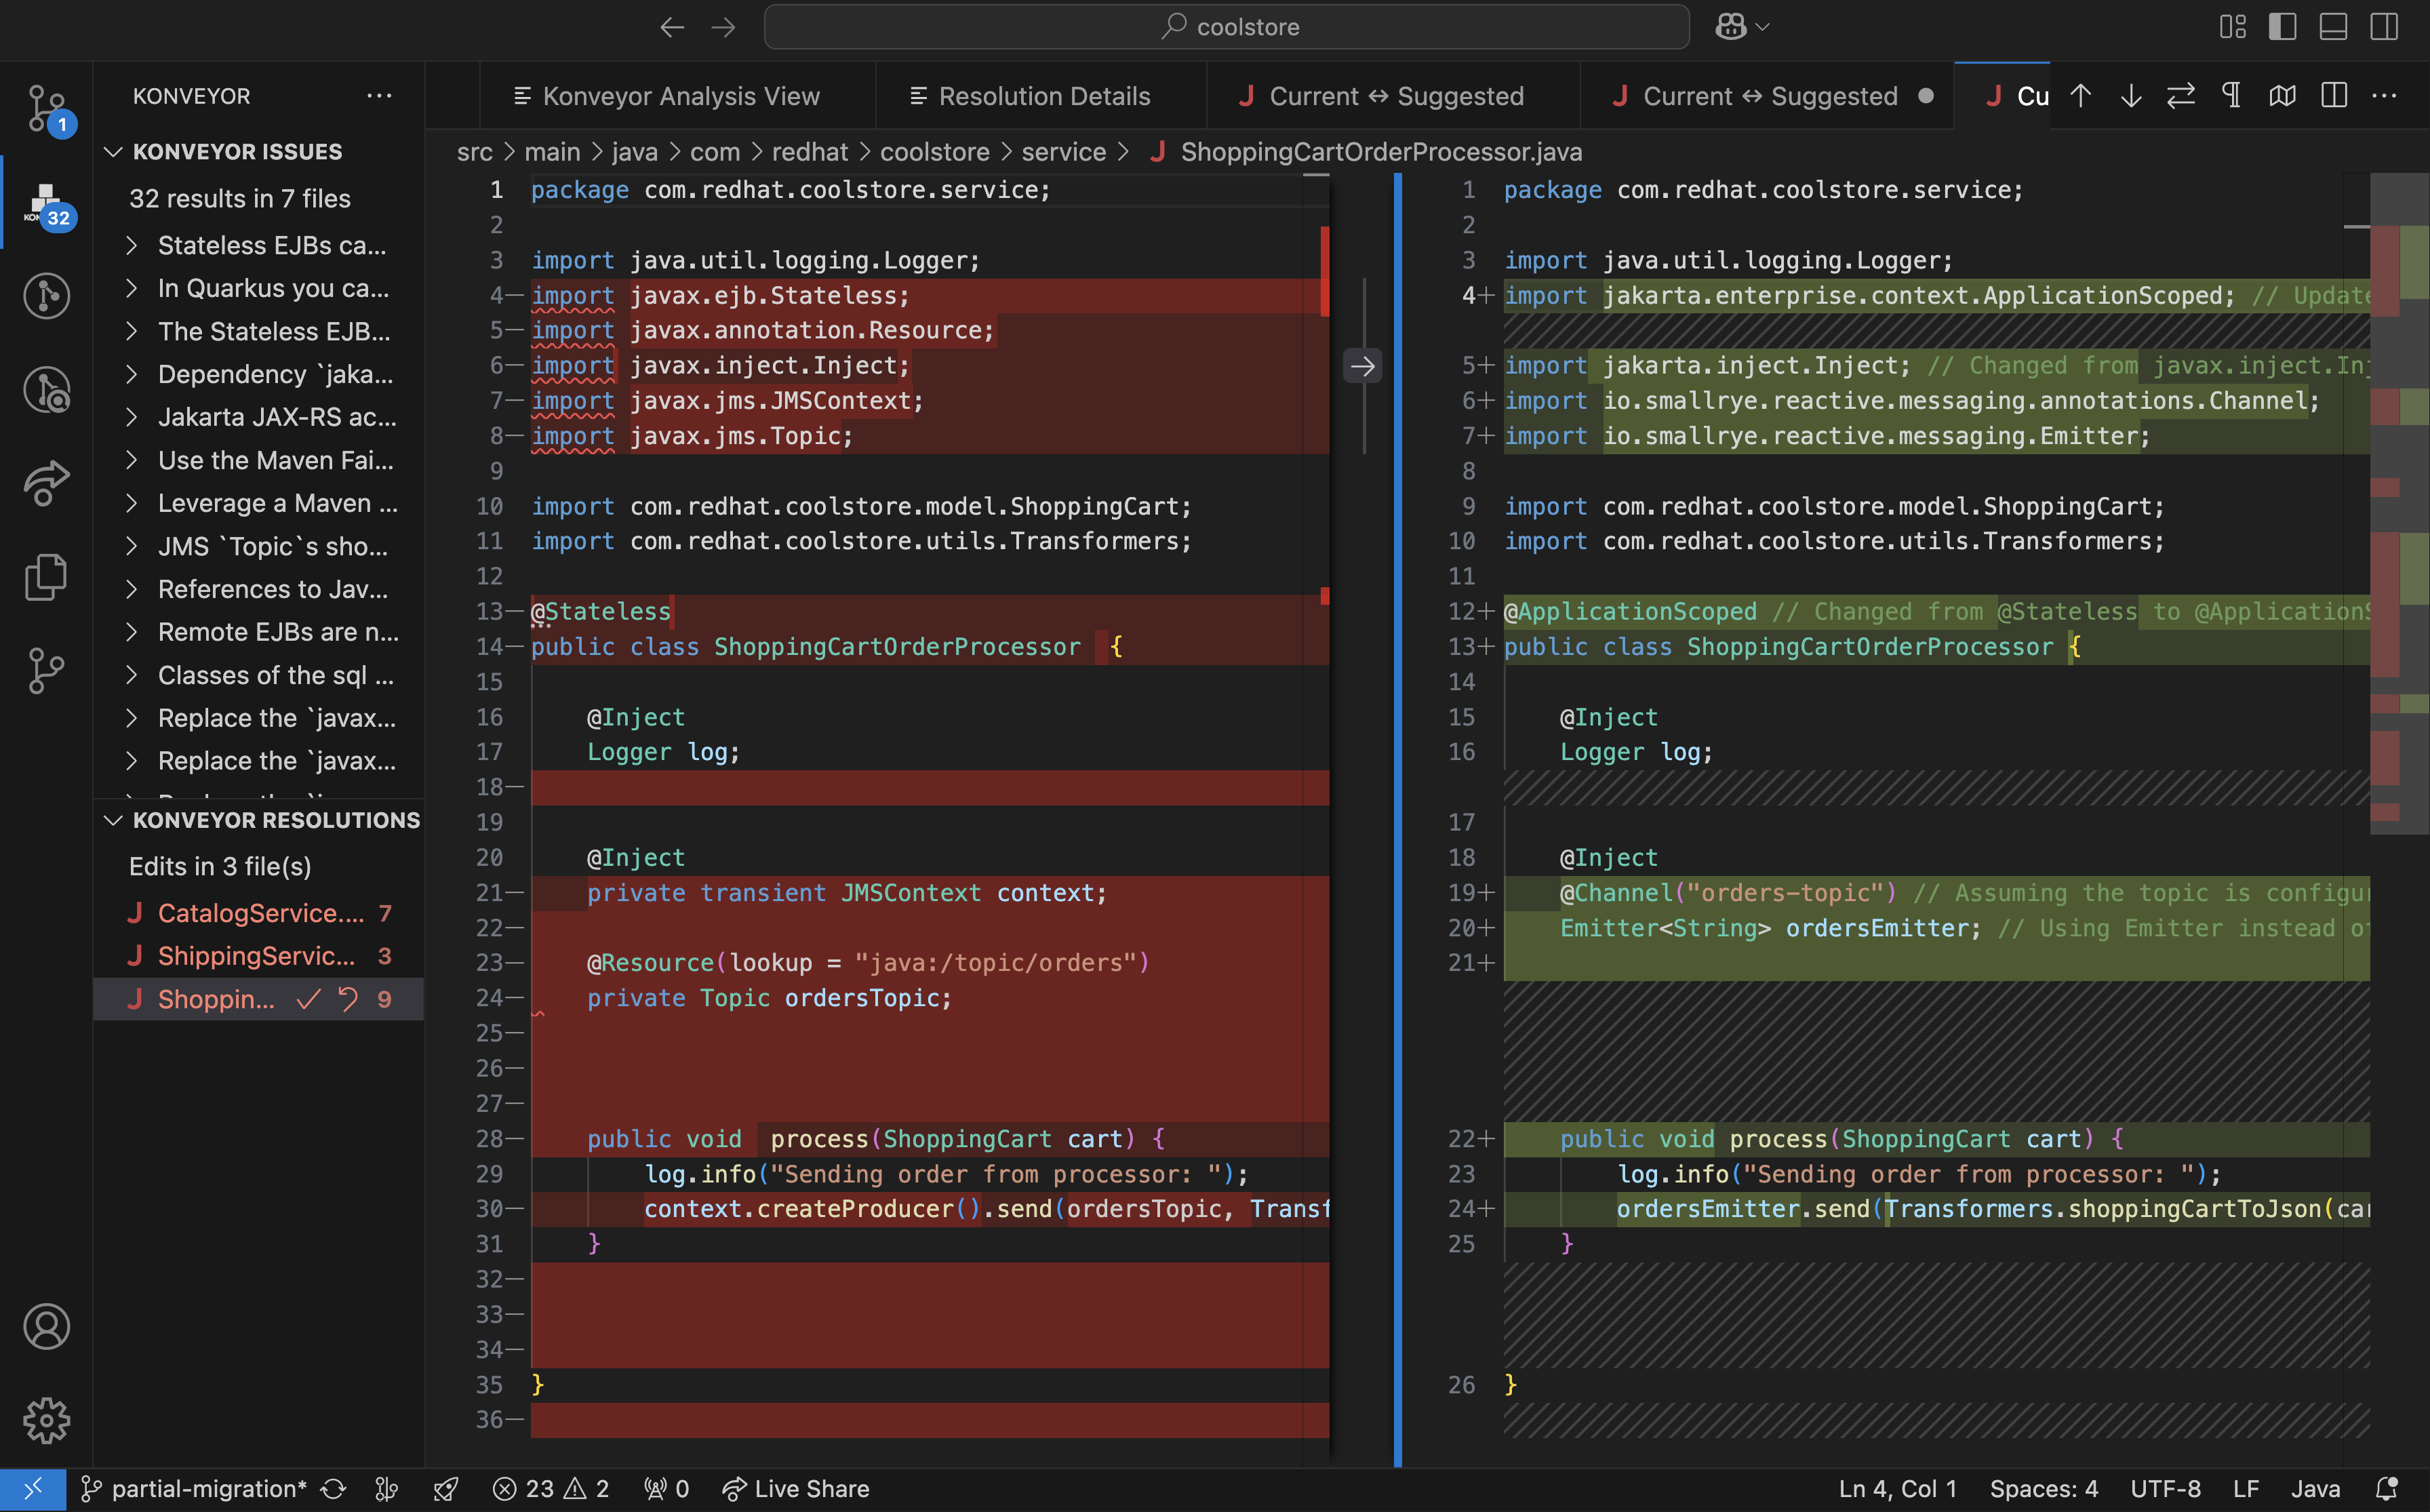 coolstore
1
32
KONVEYOR
KONVEYOR ISSUES
32 results in 7 files
Stateless EJBs ca...
In Quarkus you ca...
The Stateless EJB...
Dependency `jaka...
Jakarta JAX-RS ac...
Use the Maven Fai...
Leverage a Maven ...
JMS `Topic`s sho...
References to Jav...
Remote EJBs are n...
Classes of the sql ...
Replace the `javax...
Replace the `javax...
KONVEYOR RESOLUTIONS
Edits in 3 file(s)
CatalogService.... 7
ShippingServic... 3
Shoppin... 9
Konveyor Analysis View
Resolution Details
Current ↔ Suggested
Current ↔ Suggested
Cu
src > main > java > com > redhat > coolstore > service > ShoppingCartOrderProcessor.java
1 package com.redhat.coolstore.service;
2
3 import java.util.logging.Logger;
4— import javax.ejb.Stateless;
5— import javax.annotation.Resource;
6— import javax.inject.Inject;
7— import javax.jms.JMSContext;
8— import javax.jms.Topic;
9
10 import com.redhat.coolstore.model.ShoppingCart;
11 import com.redhat.coolstore.utils.Transformers;
12
13— @Stateless
14— public class ShoppingCartOrderProcessor  {
15
16 @Inject
17 Logger log;
18—
19
20 @Inject
21— private transient JMSContext context;
22—
23— @Resource(lookup = "java:/topic/orders")
24— private Topic ordersTopic;
25—
26—
27—
28— public void  process(ShoppingCart cart) {
29 log.info("Sending order from processor: ");
30— context.createProducer().send(ordersTopic, Transf
31 }
32—
33—
34—
35 }
36—
1 package com.redhat.coolstore.service;
2
3 import java.util.logging.Logger;
4+ import jakarta.enterprise.context.ApplicationScoped; // Update
5+ import jakarta.inject.Inject; // Changed from javax.inject.Inj
6+ import io.smallrye.reactive.messaging.annotations.Channel;
7+ import io.smallrye.reactive.messaging.Emitter;
8
9 import com.redhat.coolstore.model.ShoppingCart;
10 import com.redhat.coolstore.utils.Transformers;
11
12+ @ApplicationScoped // Changed from @Stateless to @ApplicationS
13+ public class ShoppingCartOrderProcessor {
14
15 @Inject
16 Logger log;
17
18 @Inject
19+ @Channel("orders-topic") // Assuming the topic is configur
20+ Emitter<String> ordersEmitter; // Using Emitter instead o
21+
22+ public void process(ShoppingCart cart) {
23 log.info("Sending order from processor: ");
24+ ordersEmitter.send(Transformers.shoppingCartToJson(car
25 }
26 }
partial-migration*
23 2
0
Live Share
Ln 4, Col 1
Spaces: 4
UTF-8
LF
Java